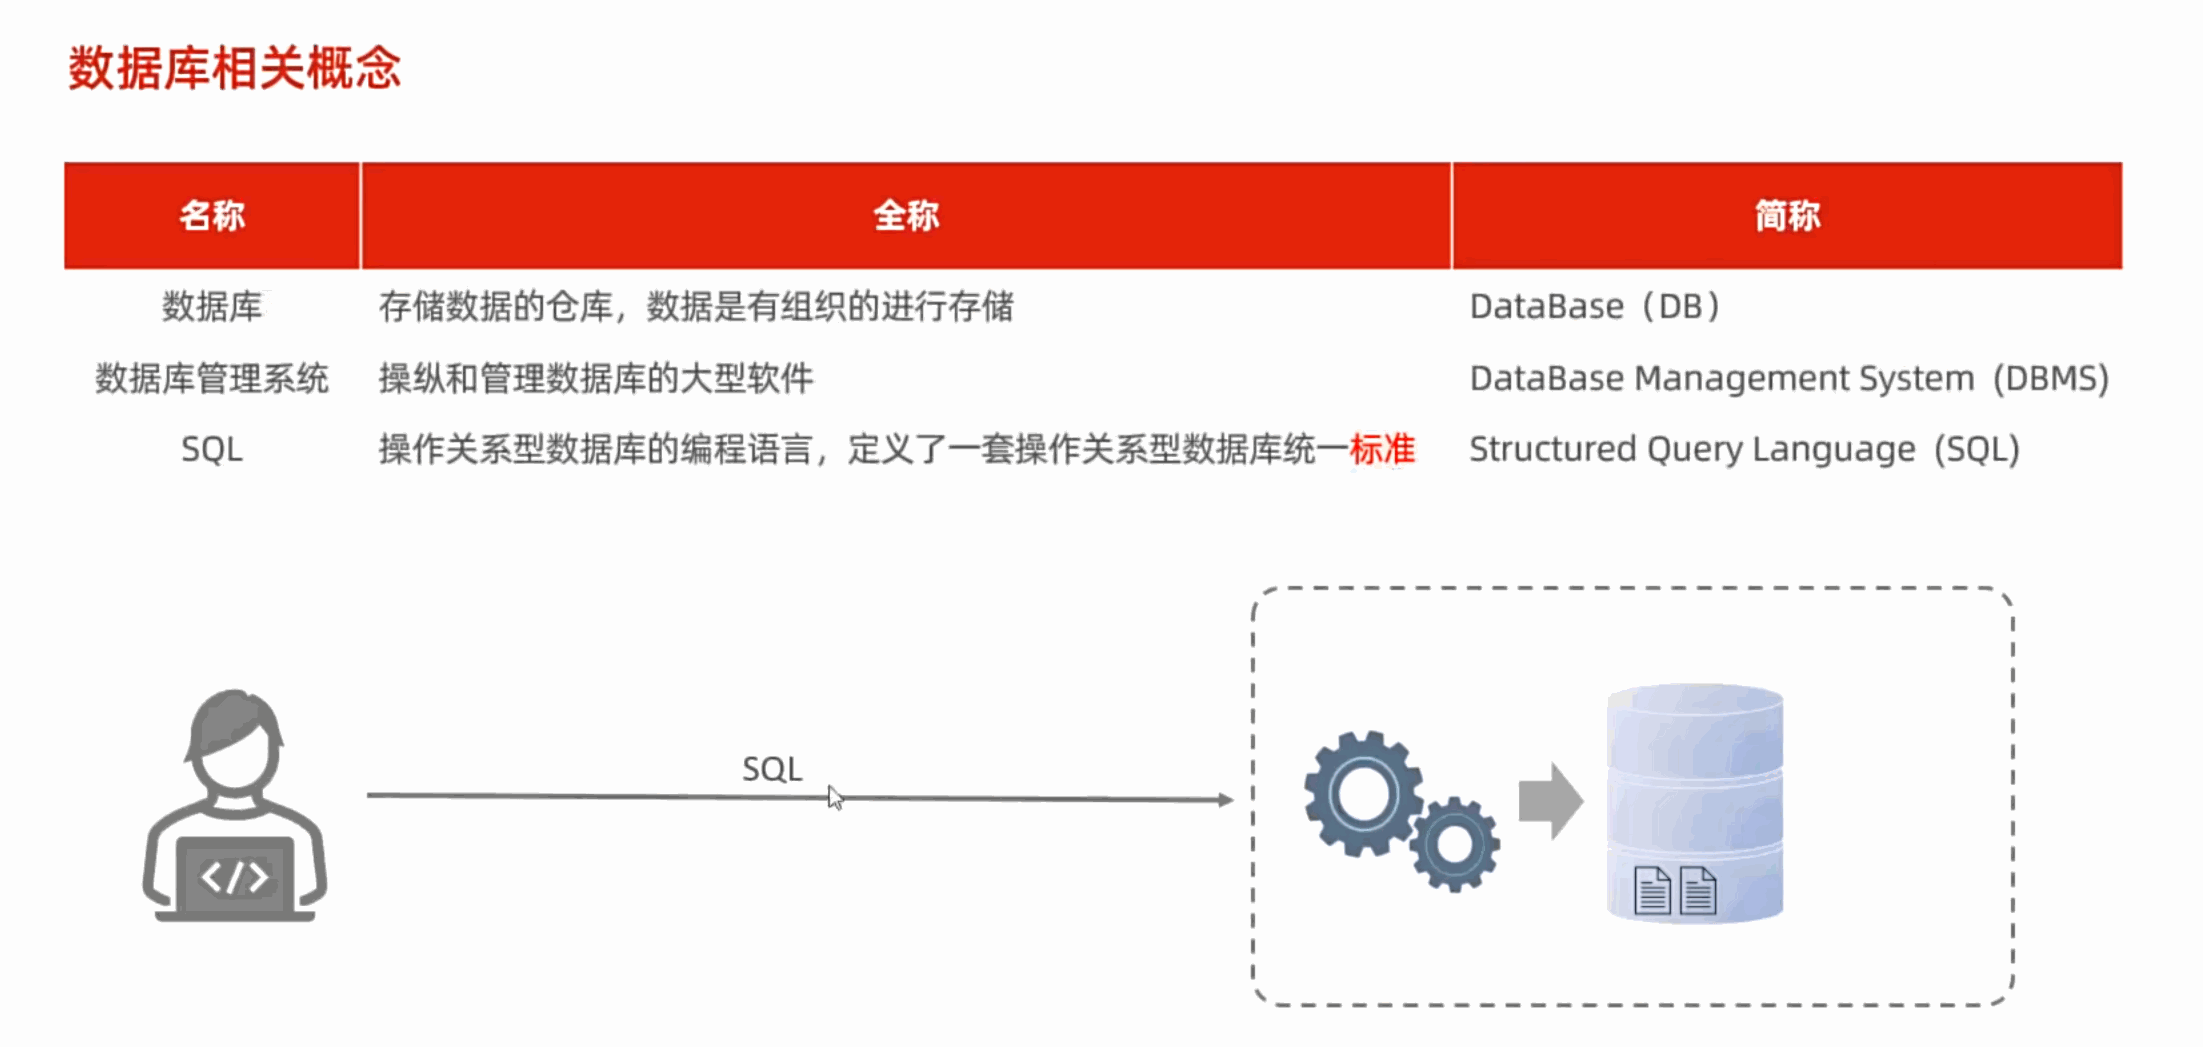 数据库相关概念
名称 全称 简称
数据库 存储数据的仓库，数据是有组织的进行存储 DataBase（DB）
数据库管理系统 操纵和管理数据库的大型软件 DataBase Management System (DBMS)
SQL 操作关系型数据库的编程语言，定义了一套操作关系型数据库统一标准 Structured Query Language (SQL)
SQL
</>